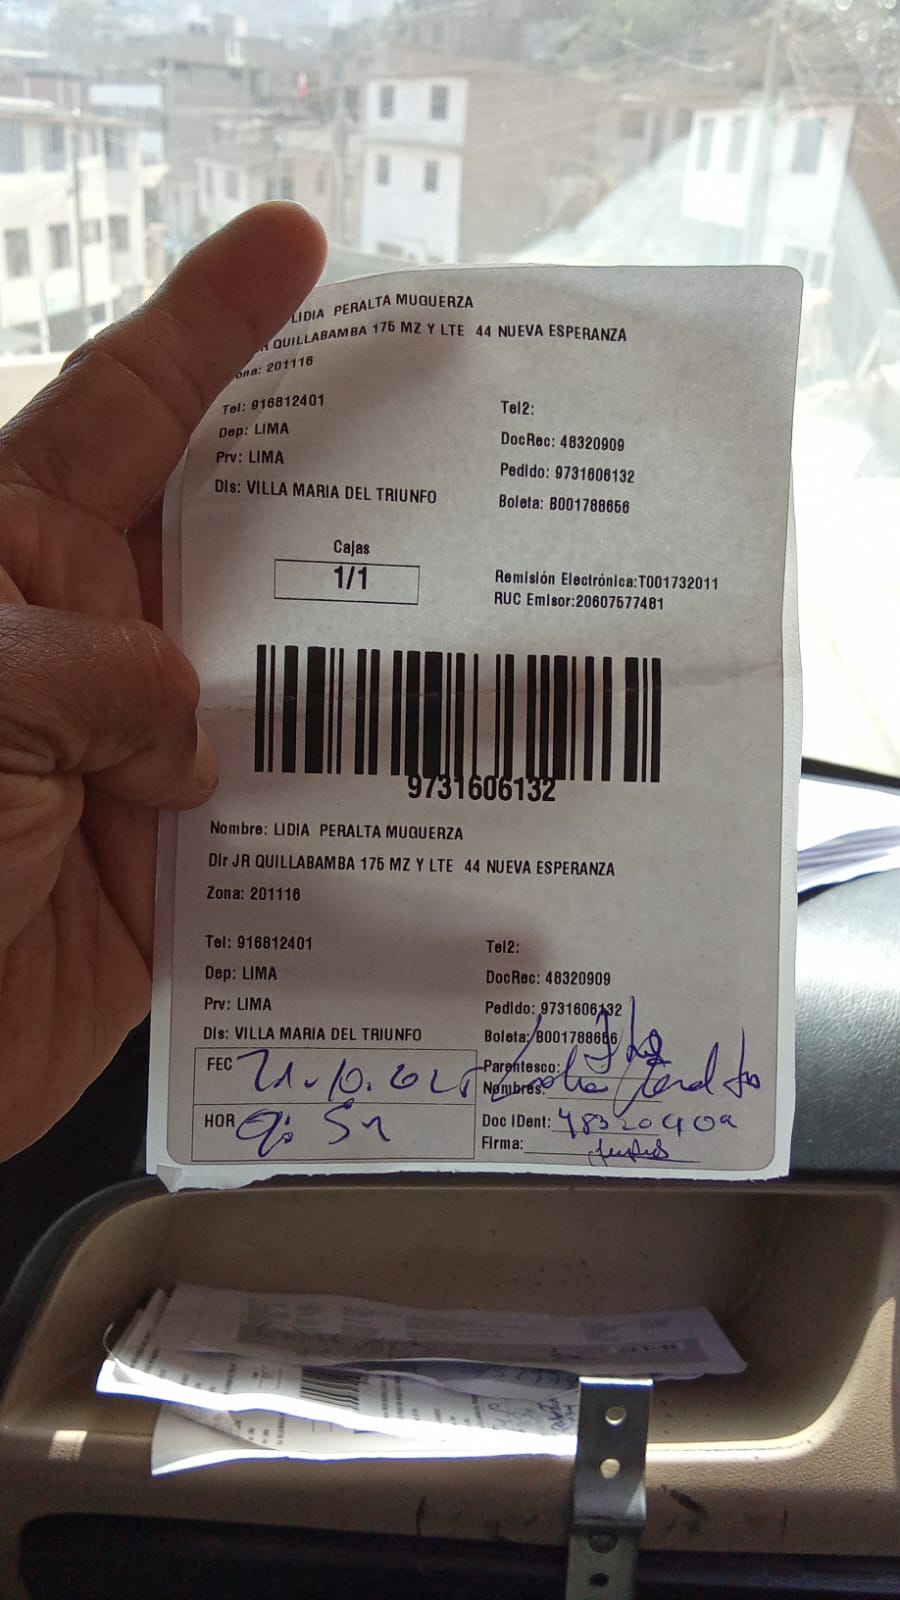 LIDIA PERALTA MUGUERZA
JR QUILLABAMBA 175 MZ Y LTE 44 NUEVA ESPERANZA
ona: 201116
Tel: 916812401
Tel2:
Dep: LIMA
DocRec: 48320909
Prv: LIMA
Pedido: 9731606132
Dis: VILLA MARIA DEL TRIUNFO
Boleta: B001788656
Cajas
1/1
Remisión Electrónica:T001732011
RUC Emisor:20607577481
9731606132
Nombre: LIDIA PERALTA MUGUERZA
Dir JR QUILLABAMBA 175 MZ Y LTE 44 NUEVA ESPERANZA
Zona: 201116
Tel: 916812401
Tel2:
Dep: LIMA
DocRec: 48320909
Prv: LIMA
Pedido: 9731606132
Dis: VILLA MARIA DEL TRIUNFO
Boleta: B001788656
FEC 21.10.2025
Parentesco:
Nombres:
HOR
Doc IDent: 48320909
Firma: